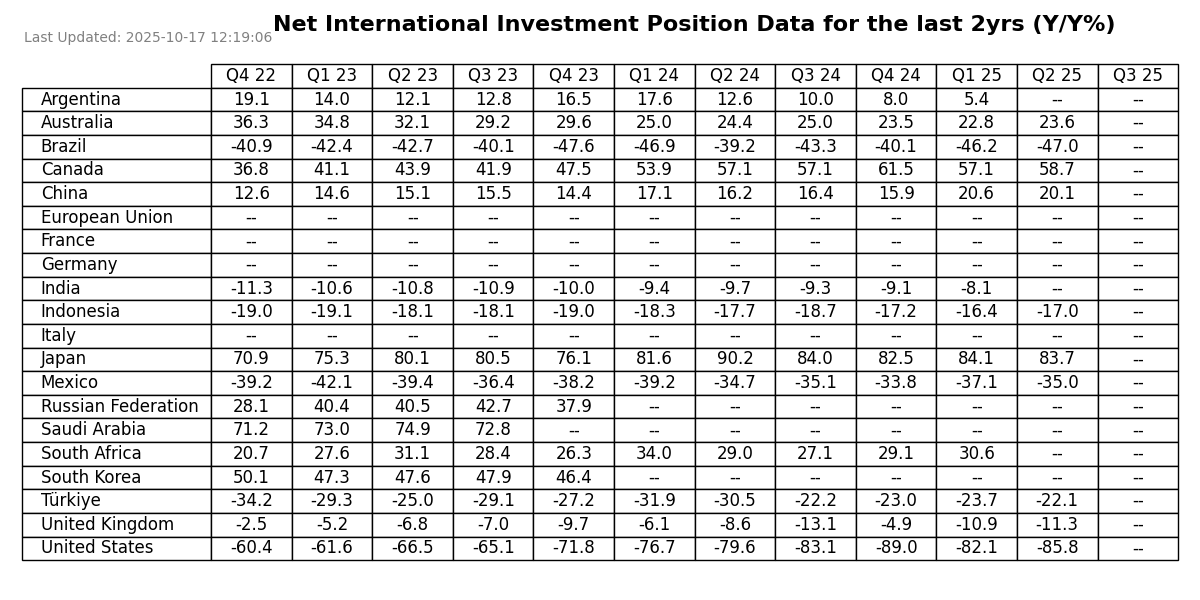 Net International Investment Position Data for the last 2yrs (Y/Y%)
Last Updated: 2025-10-17 12:19:06
Q4 22 Q1 23 Q2 23 Q3 23 Q4 23 Q1 24 Q2 24 Q3 24 Q4 24 Q1 25 Q2 25 Q3 25
Argentina 19.1 14.0 12.1 12.8 16.5 17.6 12.6 10.0 8.0 5.4 -- --
Australia 36.3 34.8 32.1 29.2 29.6 25.0 24.4 25.0 23.5 22.8 23.6 --
Brazil -40.9 -42.4 -42.7 -40.1 -47.6 -46.9 -39.2 -43.3 -40.1 -46.2 -47.0 --
Canada 36.8 41.1 43.9 41.9 47.5 53.9 57.1 57.1 61.5 57.1 58.7 --
China 12.6 14.6 15.1 15.5 14.4 17.1 16.2 16.4 15.9 20.6 20.1 --
European Union -- -- -- -- -- -- -- -- -- -- -- --
France -- -- -- -- -- -- -- -- -- -- -- --
Germany -- -- -- -- -- -- -- -- -- -- -- --
India -11.3 -10.6 -10.8 -10.9 -10.0 -9.4 -9.7 -9.3 -9.1 -8.1 -- --
Indonesia -19.0 -19.1 -18.1 -18.1 -19.0 -18.3 -17.7 -18.7 -17.2 -16.4 -17.0 --
Italy -- -- -- -- -- -- -- -- -- -- -- --
Japan 70.9 75.3 80.1 80.5 76.1 81.6 90.2 84.0 82.5 84.1 83.7 --
Mexico -39.2 -42.1 -39.4 -36.4 -38.2 -39.2 -34.7 -35.1 -33.8 -37.1 -35.0 --
Russian Federation 28.1 40.4 40.5 42.7 37.9 -- -- -- -- -- -- --
Saudi Arabia 71.2 73.0 74.9 72.8 -- -- -- -- -- -- -- --
South Africa 20.7 27.6 31.1 28.4 26.3 34.0 29.0 27.1 29.1 30.6 -- --
South Korea 50.1 47.3 47.6 47.9 46.4 -- -- -- -- -- -- --
Türkiye -34.2 -29.3 -25.0 -29.1 -27.2 -31.9 -30.5 -22.2 -23.0 -23.7 -22.1 --
United Kingdom -2.5 -5.2 -6.8 -7.0 -9.7 -6.1 -8.6 -13.1 -4.9 -10.9 -11.3 --
United States -60.4 -61.6 -66.5 -65.1 -71.8 -76.7 -79.6 -83.1 -89.0 -82.1 -85.8 --